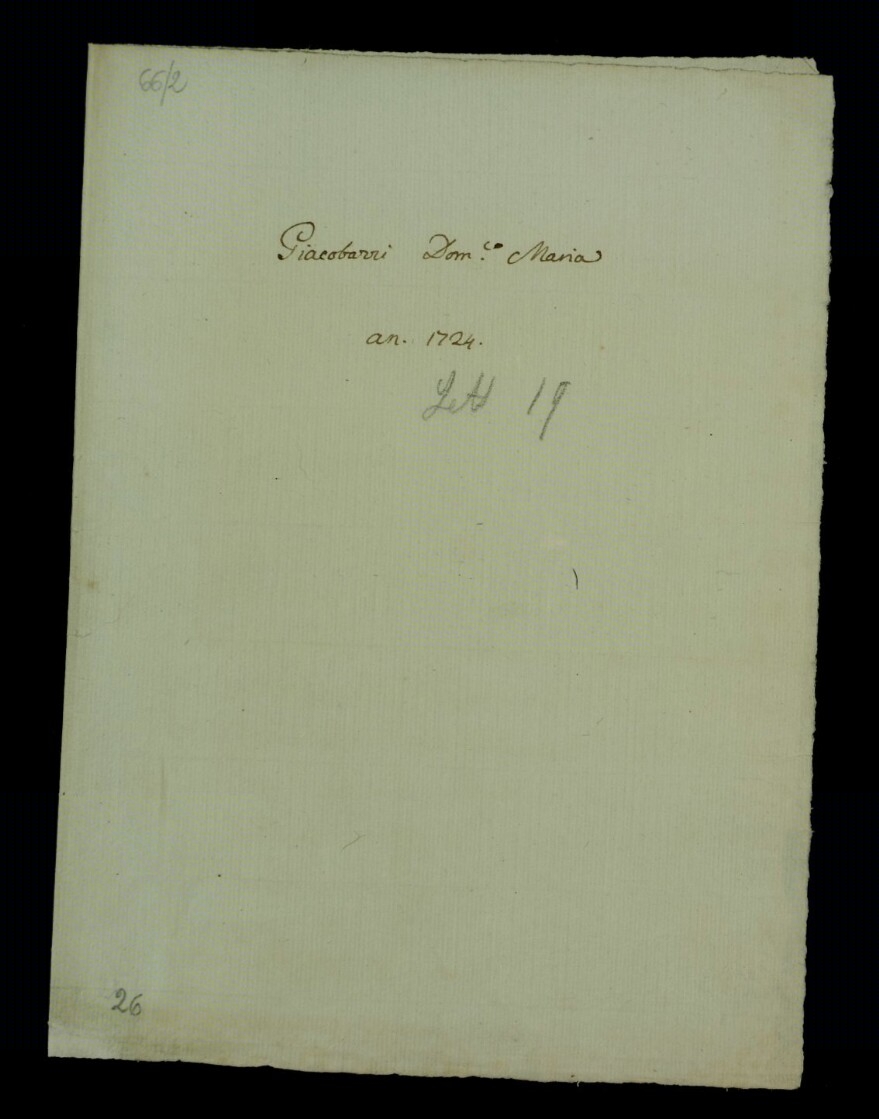 66/2
Giacobazzi Dom.co Maria
an. 1724.
Lett 19
26